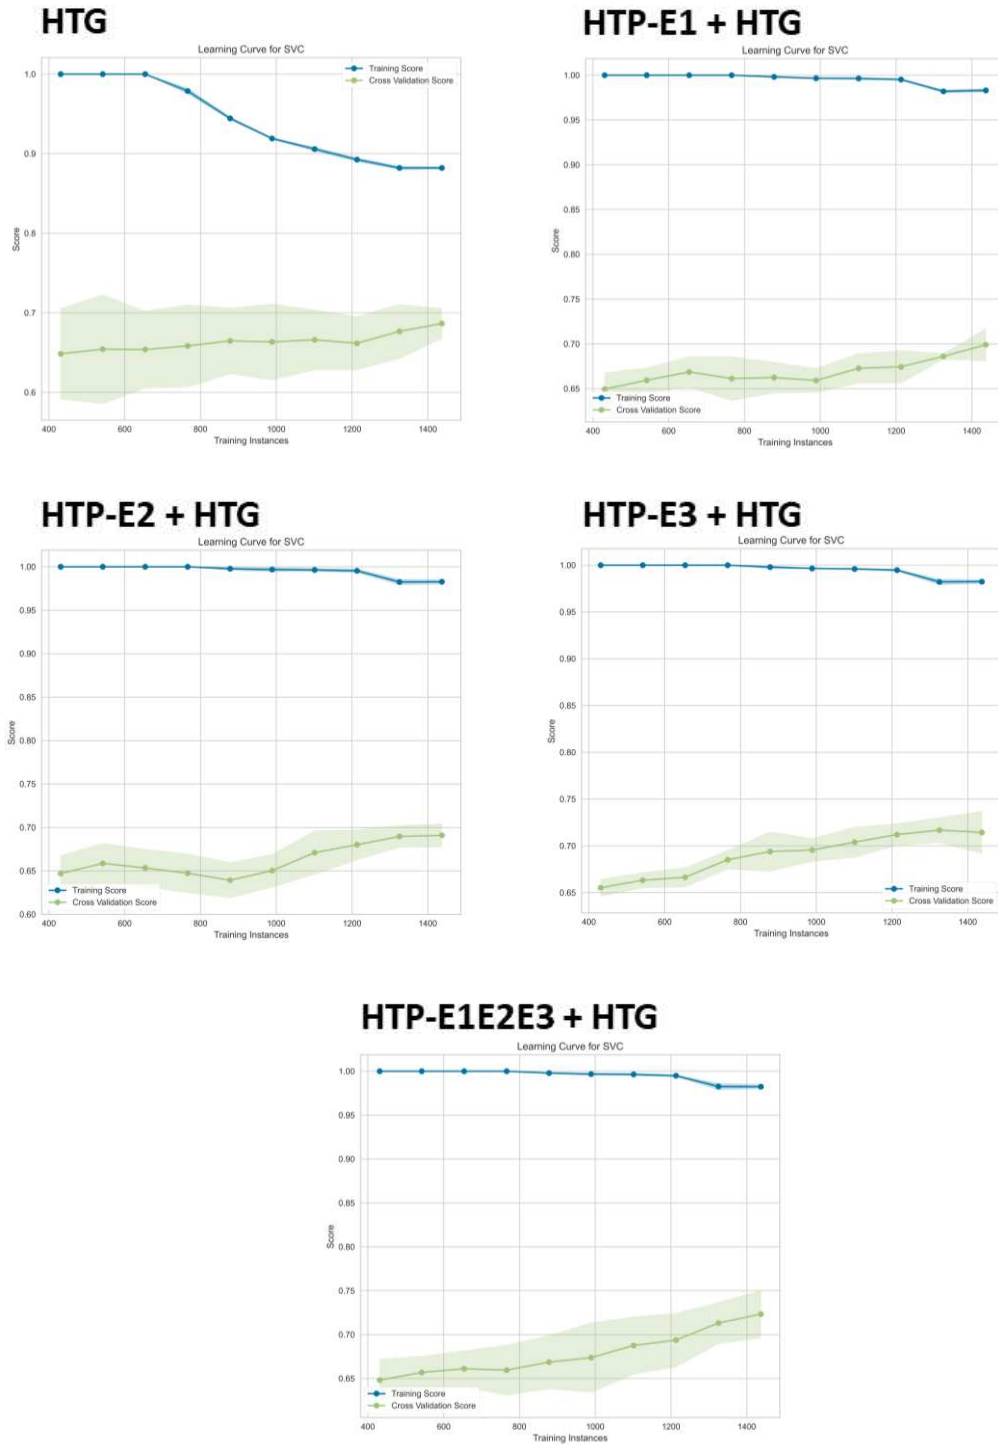 HTG
Learning Curve for SVC
Training Score
Cross Validation Score
1.0
0.9
0.8
0.7
0.6
Score
400 600 800 1000 1200 1400
Training Instances
HTP-E1 + HTG
Learning Curve for SVC
1.00
0.95
0.90
0.85
0.80
0.75
0.70
0.65
Score
Training Score
Cross Validation Score
400 600 800 1000 1200 1400
Training Instances
HTP-E2 + HTG
Learning Curve for SVC
1.00
0.95
0.90
0.85
0.80
0.75
0.70
0.65
0.60
Score
Training Score
Cross Validation Score
400 600 800 1000 1200 1400
Training Instances
HTP-E3 + HTG
Learning Curve for SVC
1.00
0.95
0.90
0.85
0.80
0.75
0.70
0.65
Score
Training Score
Cross Validation Score
400 600 800 1000 1200 1400
Training Instances
HTP-E1E2E3 + HTG
Learning Curve for SVC
1.00
0.95
0.90
0.85
0.80
0.75
0.70
0.65
Score
Training Score
Cross Validation Score
400 600 800 1000 1200 1400
Training Instances